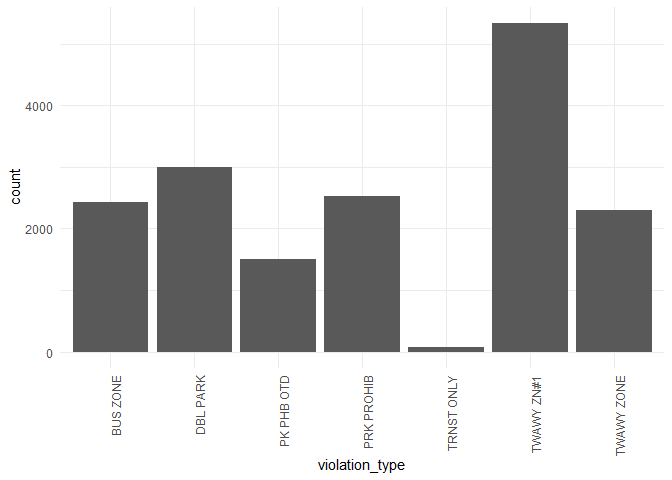 count
4000
2000
0
BUS ZONE
DBL PARK
PK PHB OTD
PRK PROHIB
TRNST ONLY
TWAWY ZN#1
TWAWY ZONE
violation_type